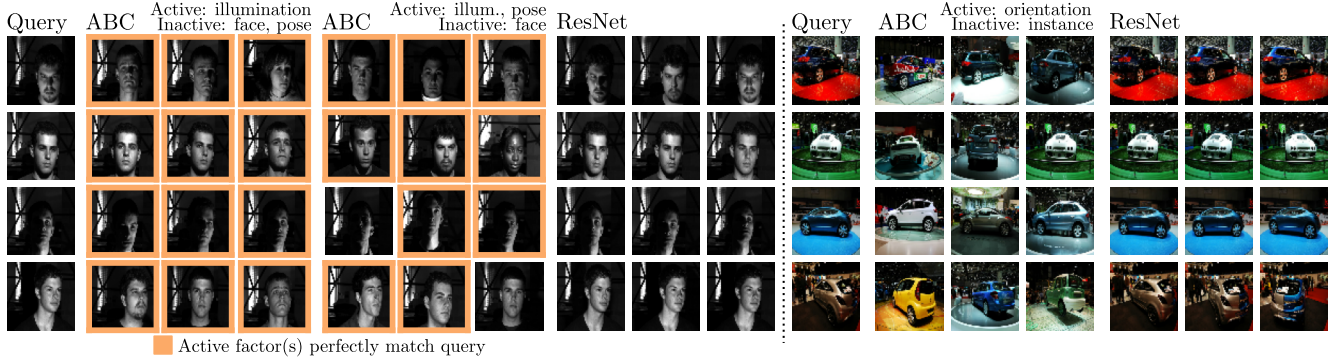 Query
ABC
Active: illumination
Inactive: face, pose
ABC
Active: illum., pose
Inactive: face
ResNet
Query
ABC
Active: orientation
Inactive: instance
ResNet
Active factor(s) perfectly match query